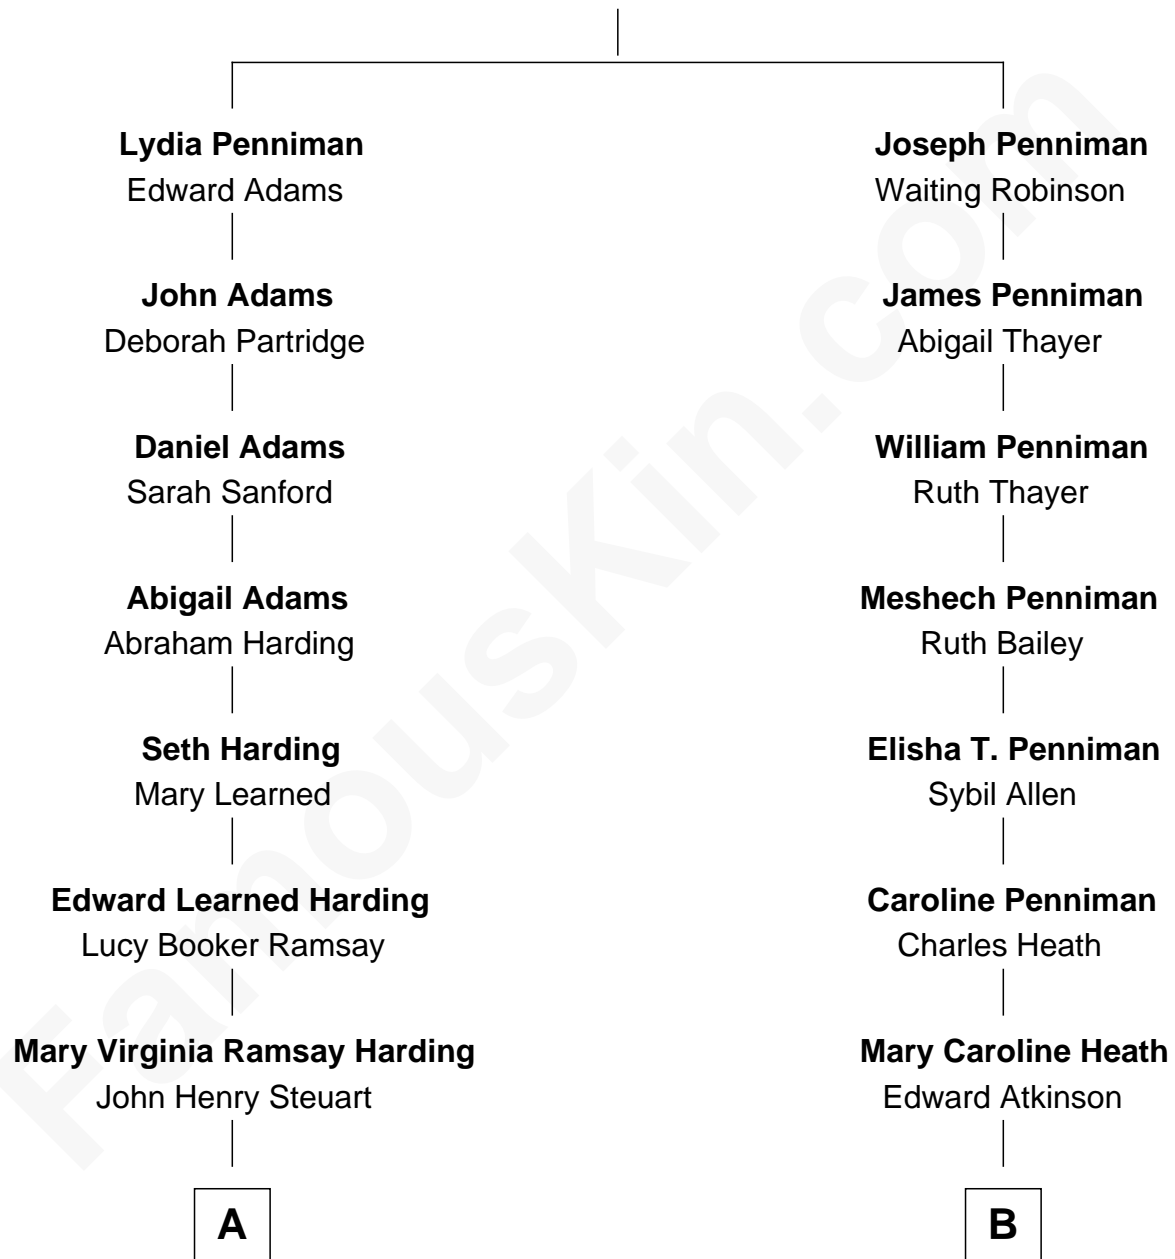 Lydia Penniman
Edward Adams
John Adams
Deborah Partridge
Daniel Adams
Sarah Sanford
Abigail Adams
Abraham Harding
Seth Harding
Mary Learned
Edward Learned Harding
Lucy Booker Ramsay
Mary Virginia Ramsay Harding
John Henry Steuart
A
Joseph Penniman
Waiting Robinson
James Penniman
Abigail Thayer
William Penniman
Ruth Thayer
Meshech Penniman
Ruth Bailey
Elisha T. Penniman
Sybil Allen
Caroline Penniman
Charles Heath
Mary Caroline Heath
Edward Atkinson
B
FamousKin.com